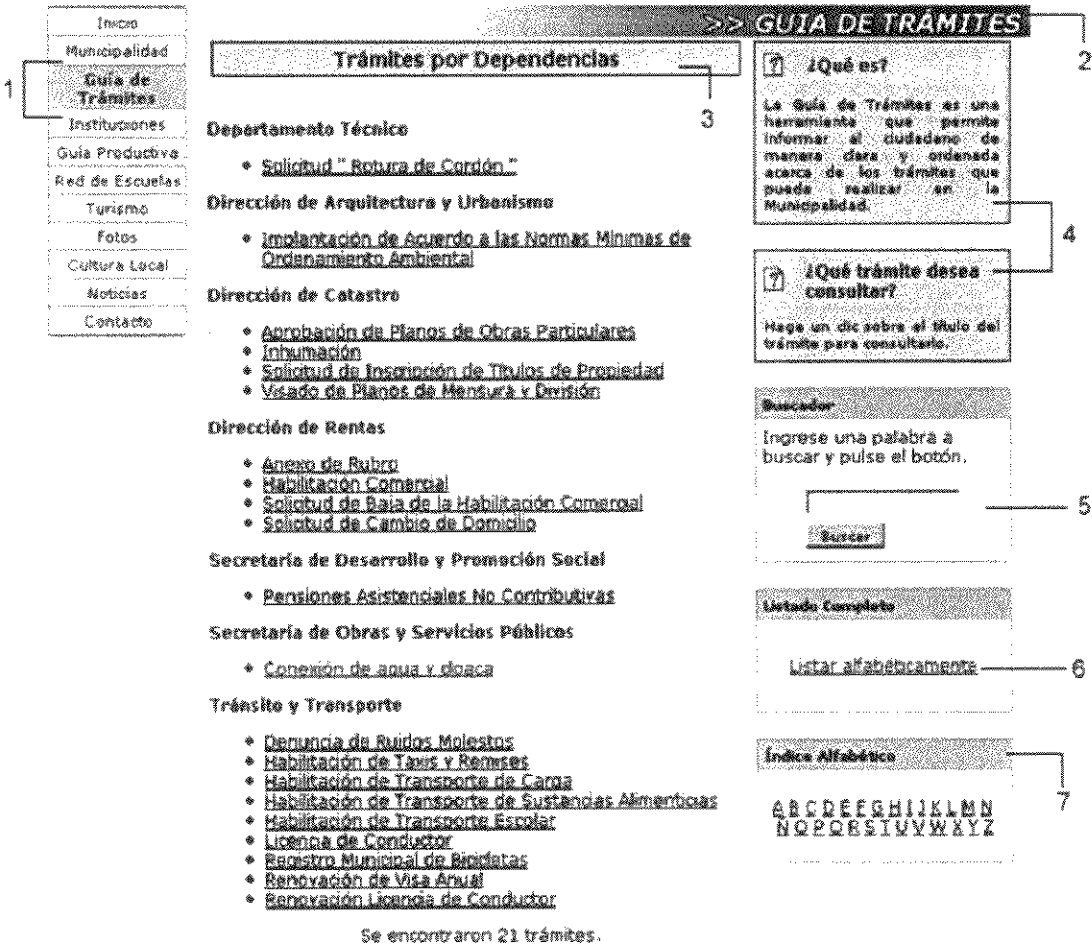 Inicio
Municipalidad
Guía de
Trámites
Instituciones
Guía Productiva
Red de Escuelas
Turismo
Fotos
Cultura Local
Noticias
Contacto
1
>> GUIA DE TRÁMITES
2
Trámites por Dependencias
3
Departamento Técnico
• Solicitud " Rotura de Cordón "
Dirección de Arquitectura y Urbanismo
• Implantación de Acuerdo a las Normas Mínimas de
Ordenamiento Ambiental
Dirección de Catastro
• Aprobación de Planos de Obras Particulares
• Inhumación
• Solicitud de Inscripción de Títulos de Propiedad
• Visado de Planos de Mensura y División
Dirección de Rentas
• Anexo de Rubro
• Habilitación Comercial
• Solicitud de Baja de la Habilitación Comercial
• Solicitud de Cambio de Domicilio
Secretaría de Desarrollo y Promoción Social
• Pensiones Asistenciales No Contributivas
Secretaría de Obras y Servicios Públicos
• Conexión de agua y cloaca
Tránsito y Transporte
• Denuncia de Ruidos Molestos
• Habilitación de Taxis y Remises
• Habilitación de Transporte de Carga
• Habilitación de Transporte de Sustancias Alimenticias
• Habilitación de Transporte Escolar
• Licencia de Conductor
• Registro Municipal de Bicicletas
• Renovación de Visa Anual
• Renovación Licencia de Conductor
Se encontraron 21 trámites.
¿Qué es?
La Guía de Trámites es una
herramienta que permite
informar al ciudadano de
manera clara y ordenada
acerca de los trámites que
puede realizar en la
Municipalidad.
4
¿Qué trámite desea
consultar?
Haga un clic sobre el título del
trámite para consultarlo.
Buscador
Ingrese una palabra a
buscar y pulse el botón.
Buscar
5
Listado Completo
Listar alfabéticamente
6
Índice Alfabético
7
A B C D E F G H I J K L M N
Ñ O P Q R S T U V W X Y Z